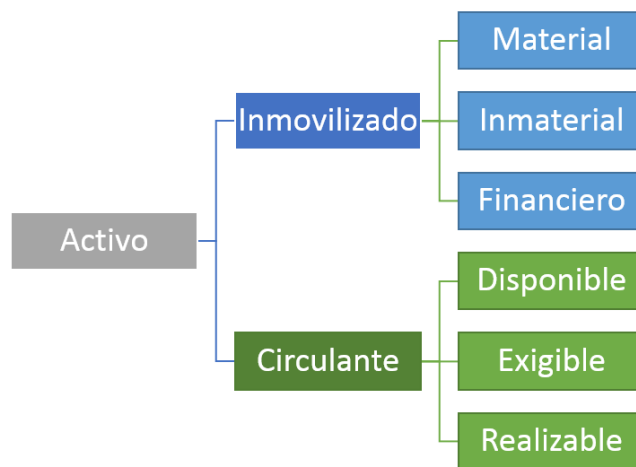 Activo
Inmovilizado
Material
Inmaterial
Financiero
Circulante
Disponible
Exigible
Realizable